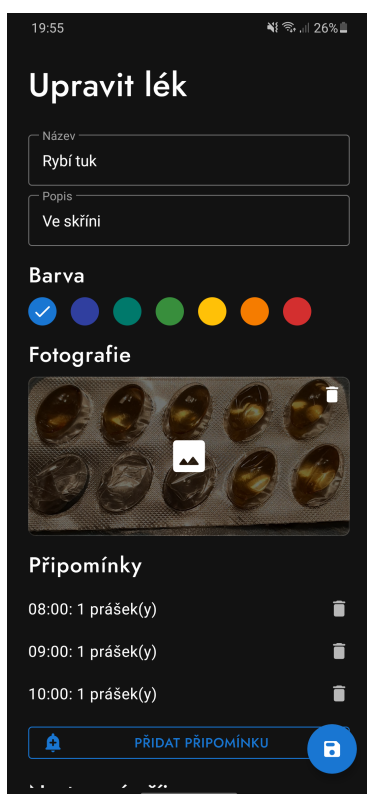 19:55
26%
Upravit lék
Název
Rybí tuk
Popis
Ve skříni
Barva
Fotografie
Připomínky
08:00: 1 prášek(y)
09:00: 1 prášek(y)
10:00: 1 prášek(y)
PŘIDAT PŘIPOMÍNKU